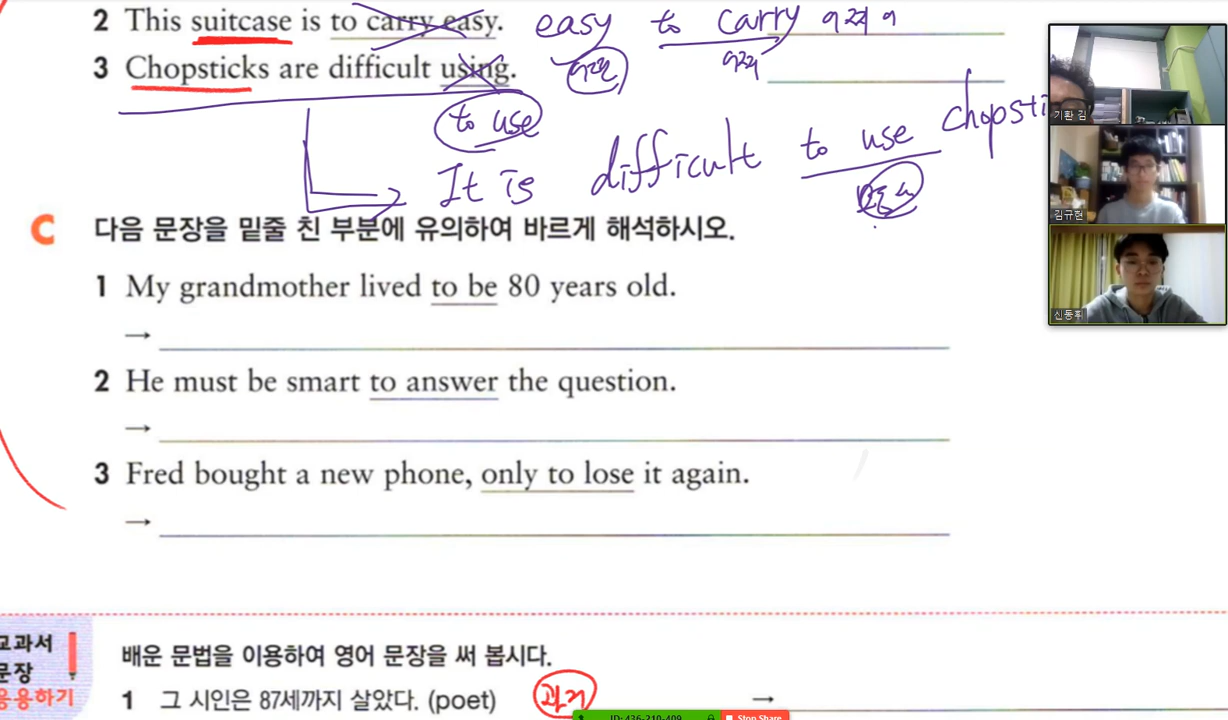 2 This suitcase is to carry easy. easy to carry
3 Chopsticks are difficult using.
to use
It is difficult to use chopsti
기환 김
김규현
신동휘
C 다음 문장을 밑줄 친 부분에 유의하여 바르게 해석하시오.
1 My grandmother lived to be 80 years old.
→
2 He must be smart to answer the question.
→
3 Fred bought a new phone, only to lose it again.
→
교과서
문장
응용하기
배운 문법을 이용하여 영어 문장을 써 봅시다.
1 그 시인은 87세까지 살았다. (poet) 과거 →
ID: 436-210-409 Stop Share